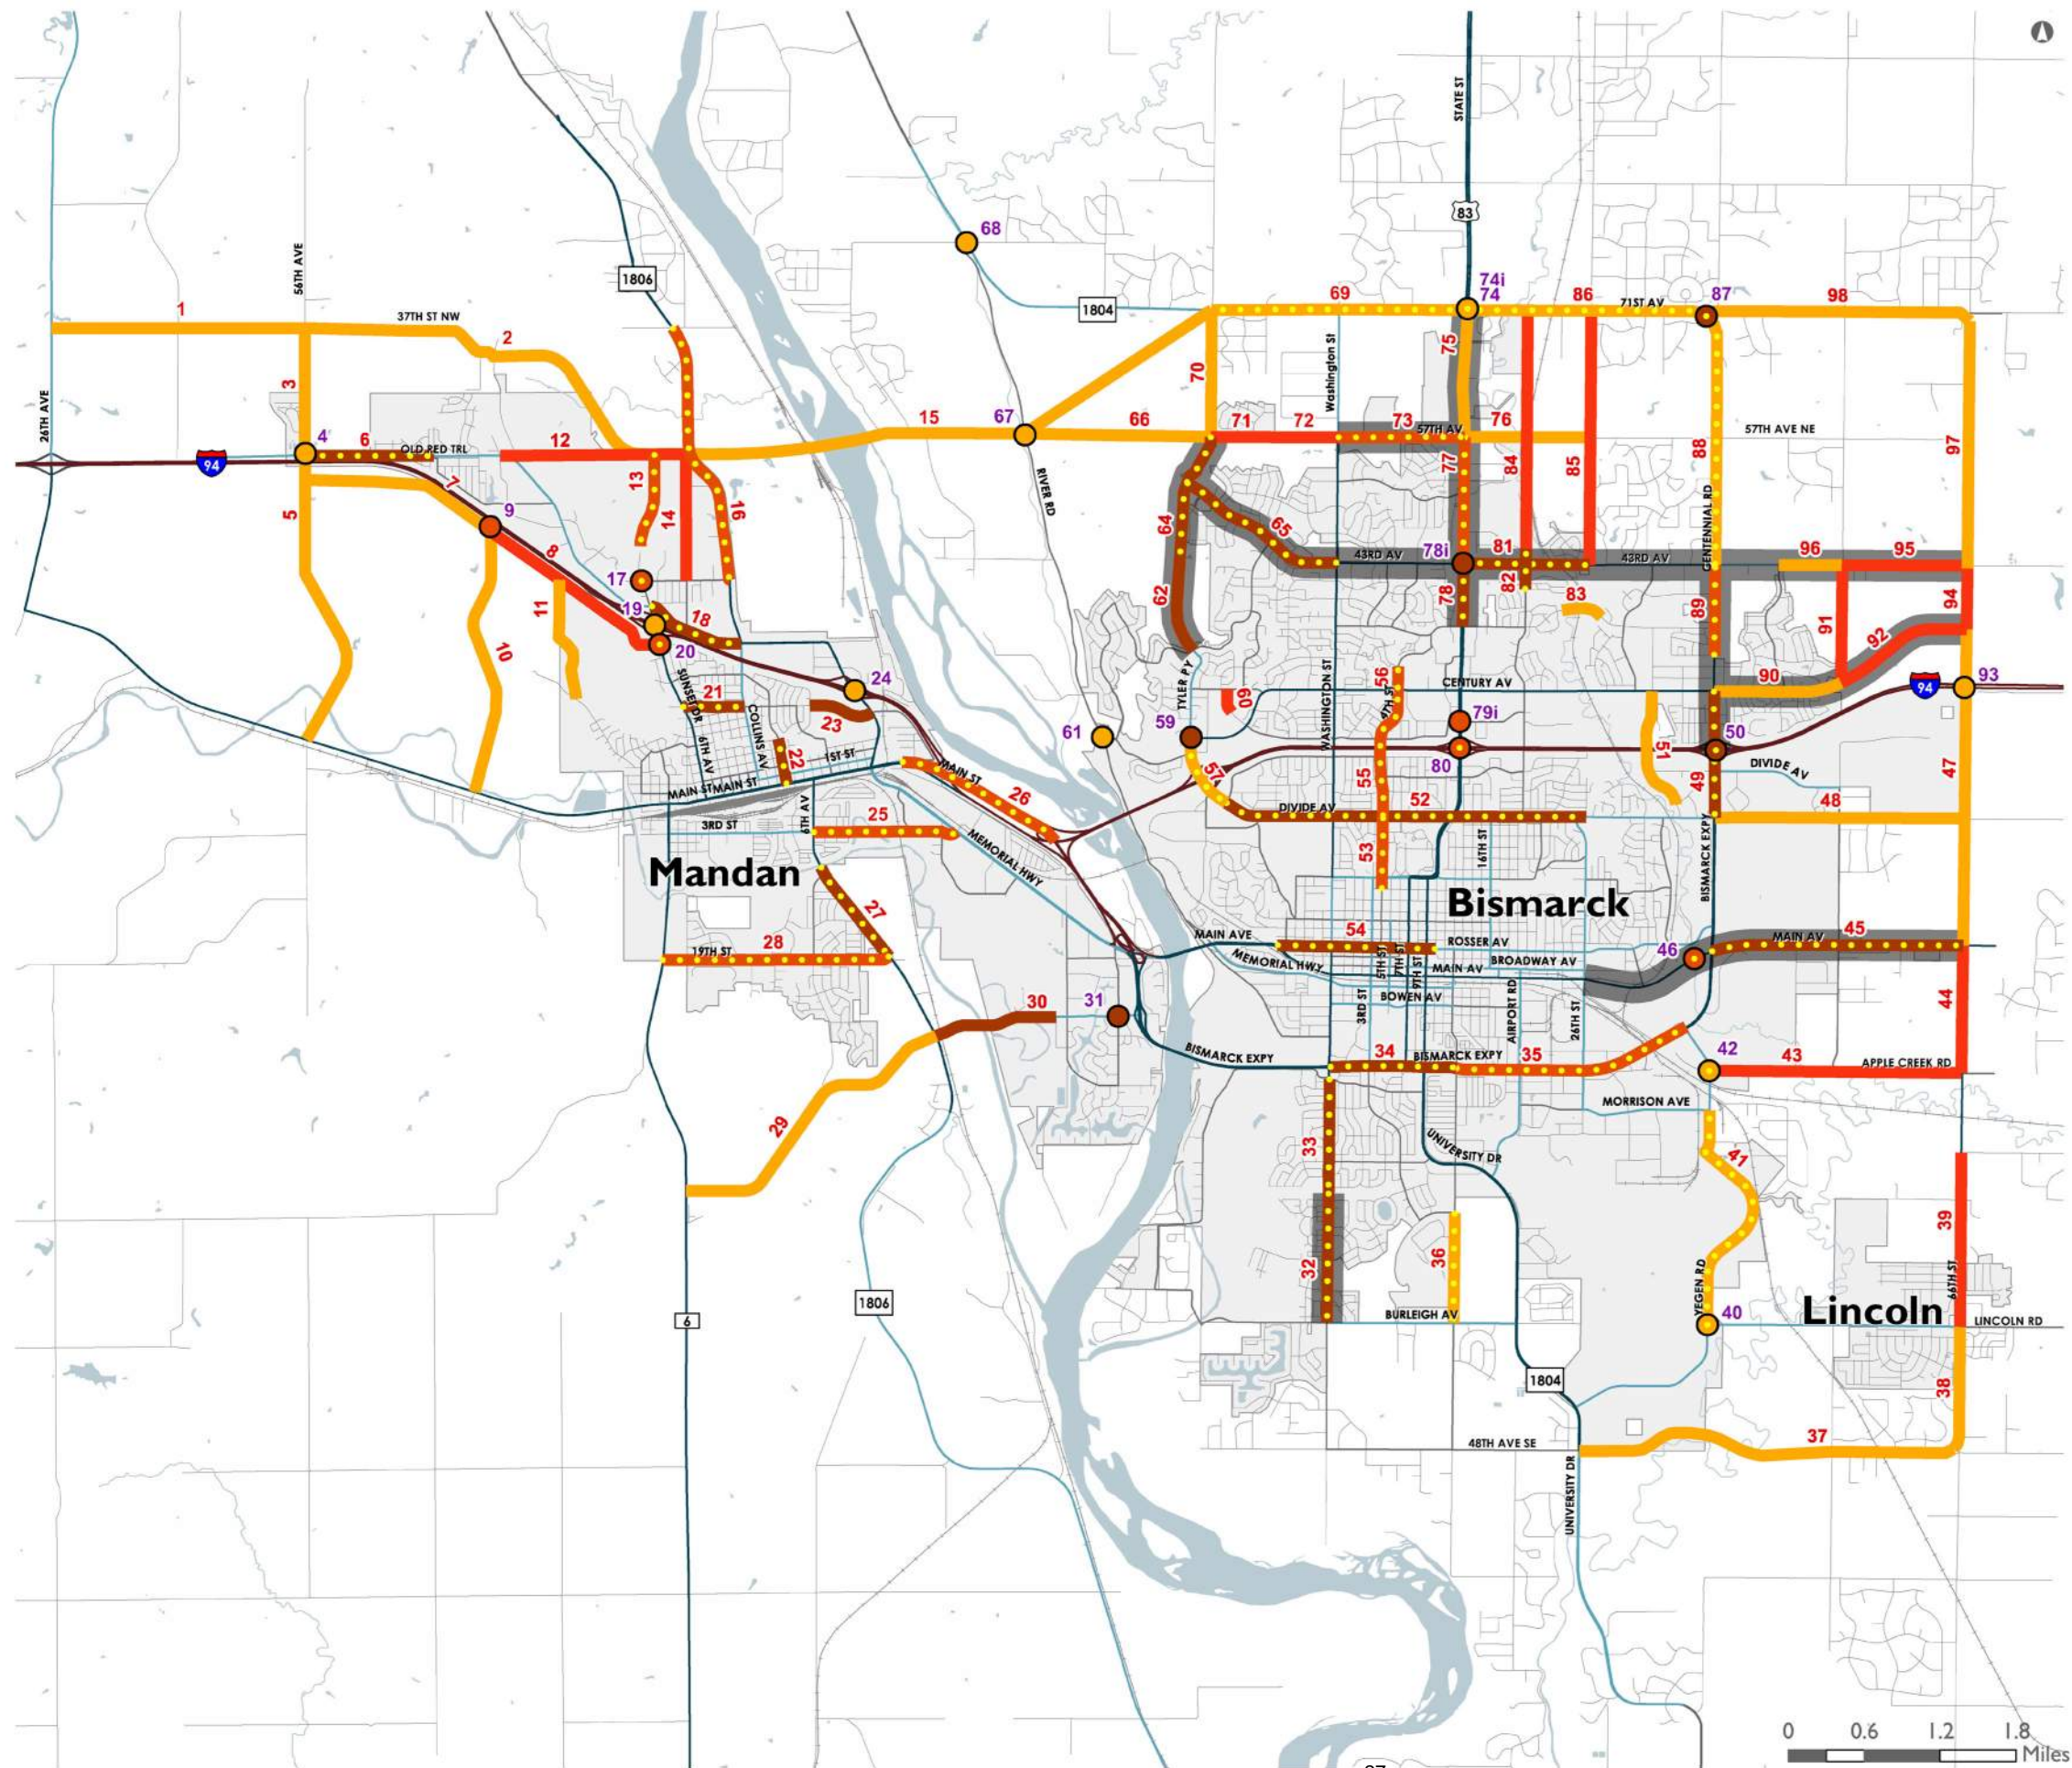 STATE ST
83
68
74i
74
56TH AVE
1806
1804
69
86
71ST AV
87
98
1
37TH ST NW
2
75
Washington St
70
3
26TH AVE
15
67
66
71
72
73
57TH AV
76
57TH AVE NE
97
88
4
6
OLD RED TRL
12
94
7
13
14
16
5
9
RIVER RD
77
84
85
CENTENNIAL RD
64
65
43RD AV
78i
81
43RD AV
96
95
8
17
19
18
11
10
20
62
78
82
83
89
91
92
94
24
TYLER PY
WASHINGTON ST
56
4TH ST
CENTURY AV
90
94
93
SUNSET DR
21
COLLINS AV
23
60
61
59
79i
50
51
6TH AV
22
1ST ST
80
57
DIVIDE AV
49
47
MAIN ST
MAIN ST
MAIN ST
26
55
52
DIVIDE AV
48
3RD ST
6TH AV
25
MEMORIAL HWY
53
16TH ST
BISMARCK EXPY
Mandan
Bismarck
27
19TH ST
28
MAIN AVE
54
ROSSER AV
MAIN AV
45
46
MEMORIAL HWY
5TH ST
7TH ST
9TH ST
MAIN AV
BROADWAY AV
BOWEN AV
3RD ST
AIRPORT RD
26TH ST
44
30
31
BISMARCK EXPY
34
BISMARCK EXPY
35
42
43
APPLE CREEK RD
MORRISON AVE
29
33
UNIVERSITY DR
41
39
32
36
YEGEN RD
66TH ST
BURLEIGH AV
40
Lincoln
LINCOLN RD
6
1806
1804
38
48TH AVE SE
37
UNIVERSITY DR
0 0.6 1.2 1.8
Miles